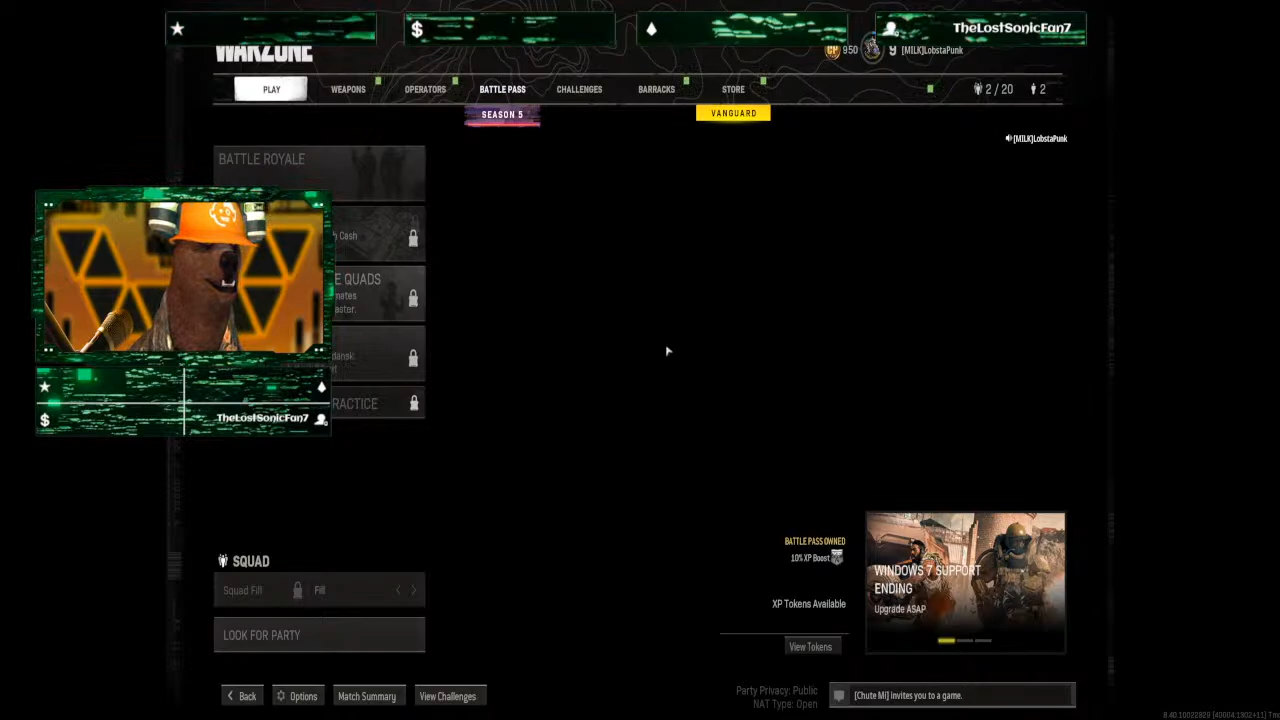 TheLostSonicFan7
WARZONE
950
9
[MILK]LobstaPunk
PLAY
WEAPONS
OPERATORS
BATTLE PASS
CHALLENGES
BARRACKS
STORE
2 / 20
2
SEASON 5
VANGUARD
[MILK]LobstaPunk
BATTLE ROYALE
Cash
E QUADS
nates
aster.
dansk
RACTICE
TheLostSonicFan7
SQUAD
Squad Fill
Fill
LOOK FOR PARTY
BATTLE PASS OWNED
10% XP Boost
XP Tokens Available
View Tokens
WINDOWS 7 SUPPORT
ENDING
Upgrade ASAP
Back
Options
Match Summary
View Challenges
Party Privacy: Public
NAT Type: Open
[Chute Mi] invites you to a game.